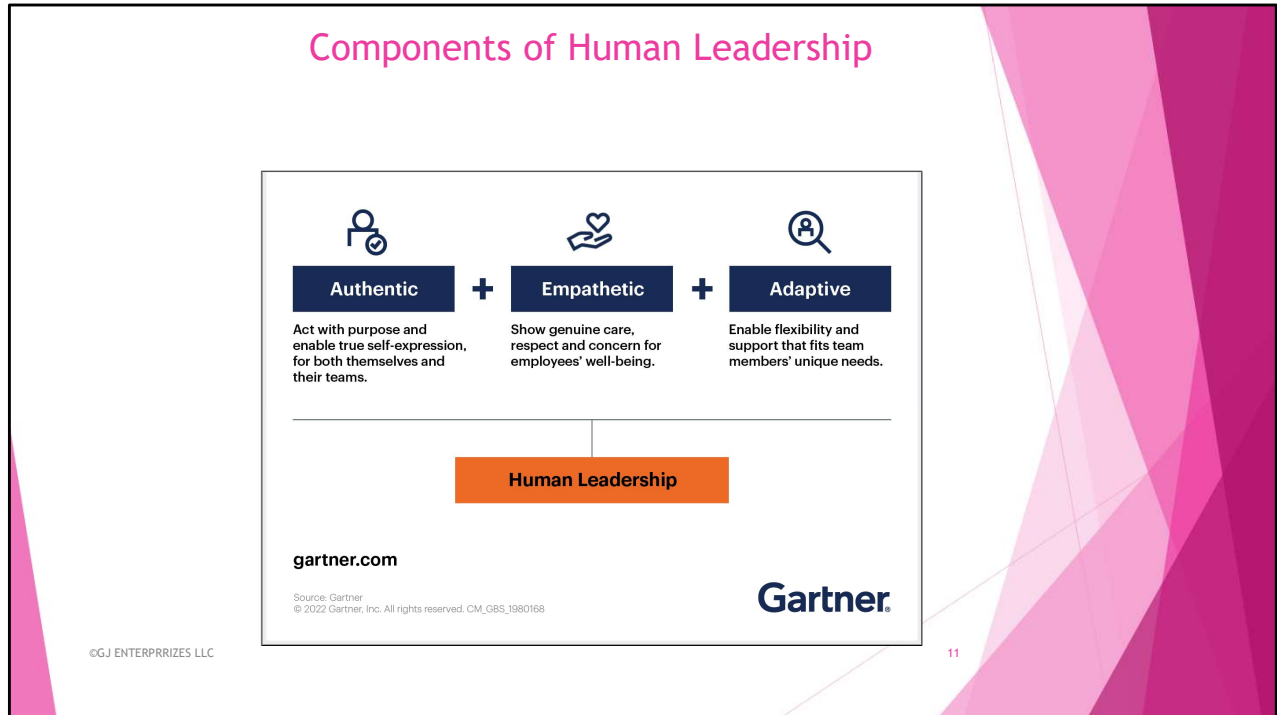 Components of Human Leadership
Authentic + Empathetic + Adaptive
Act with purpose and
enable true self-expression,
for both themselves and
their teams.
Show genuine care,
respect and concern for
employees' well-being.
Enable flexibility and
support that fits team
members' unique needs.
Human Leadership
gartner.com
Source: Gartner
© 2022 Gartner, Inc. All rights reserved. CM_GBS_1980168
Gartner®
©GJ ENTERPRRIZES LLC
11